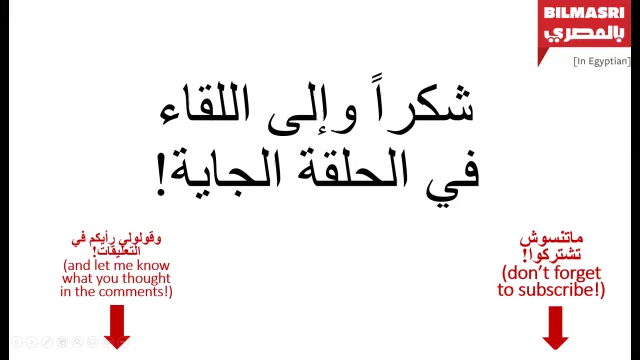 BILMASRI
بالمصري
[In Egyptian]
شكراً وإلى اللقاء
في الحلقة الجاية!
وقولولي رأيكم في
التعليقات!
(and let me know
what you thought
in the comments!)
ماتنسوش
تشتركوا!
(don't forget
to subscribe!)